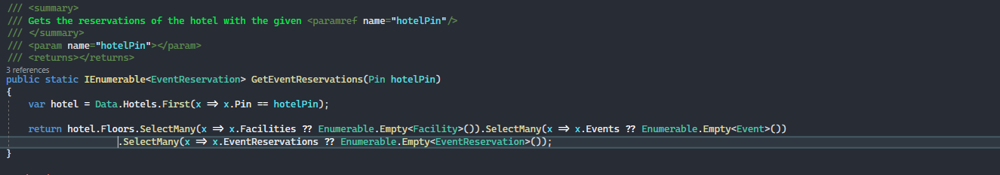 /// <summary>
/// Gets the reservations of the hotel with the given <paramref name="hotelPin"/>
/// </summary>
/// <param name="hotelPin"></param>
/// <returns></returns>
3 references
public static IEnumerable<EventReservation> GetEventReservations(Pin hotelPin)
{
var hotel = Data.Hotels.First(x => x.Pin == hotelPin);
return hotel.Floors.SelectMany(x => x.Facilities ?? Enumerable.Empty<Facility>()).SelectMany(x => x.Events ?? Enumerable.Empty<Event>())
.SelectMany(x => x.EventReservations ?? Enumerable.Empty<EventReservation>());
}